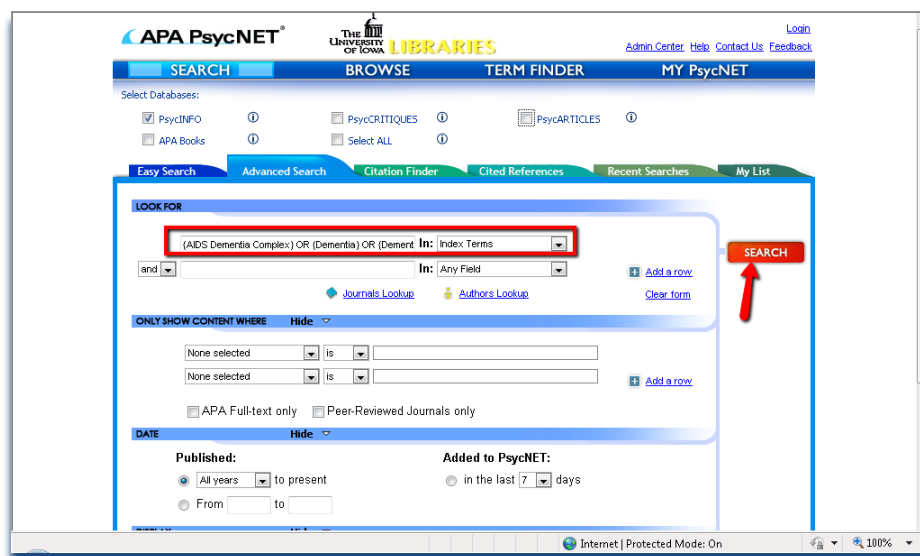 APA PsycNET®
THE UNIVERSITY OF IOWA LIBRARIES
Login
Admin Center Help Contact Us Feedback
SEARCH BROWSE TERM FINDER MY PsycNET
Select Databases:
PsycINFO PsycCRITIQUES PsycARTICLES
APA Books Select ALL
Easy Search Advanced Search Citation Finder Cited References Recent Searches My List
LOOK FOR
{AIDS Dementia Complex} OR {Dementia} OR {Dement In: Index Terms
SEARCH
and In: Any Field Add a row
Journals Lookup Authors Lookup Clear form
ONLY SHOW CONTENT WHERE Hide
None selected is
None selected is Add a row
APA Full-text only Peer-Reviewed Journals only
DATE Hide
Published: Added to PsycNET:
All years to present in the last 7 days
From to
Internet | Protected Mode: On 100%